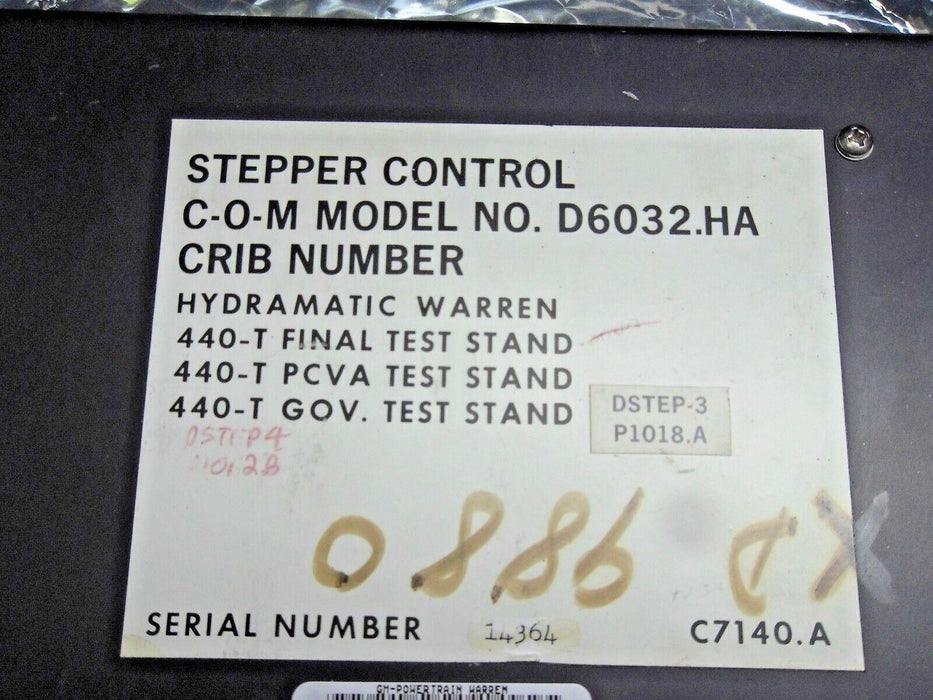 STEPPER CONTROL
C-O-M MODEL NO. D6032.HA
CRIB NUMBER
HYDRAMATIC WARREN
440-T FINAL TEST STAND
440-T PCVA TEST STAND
440-T GOV. TEST STAND
DSTEP-3
P1018.A
DSTEP4
0886
SERIAL NUMBER 14364 C7140.A
GM-POWERTRAIN WARREN